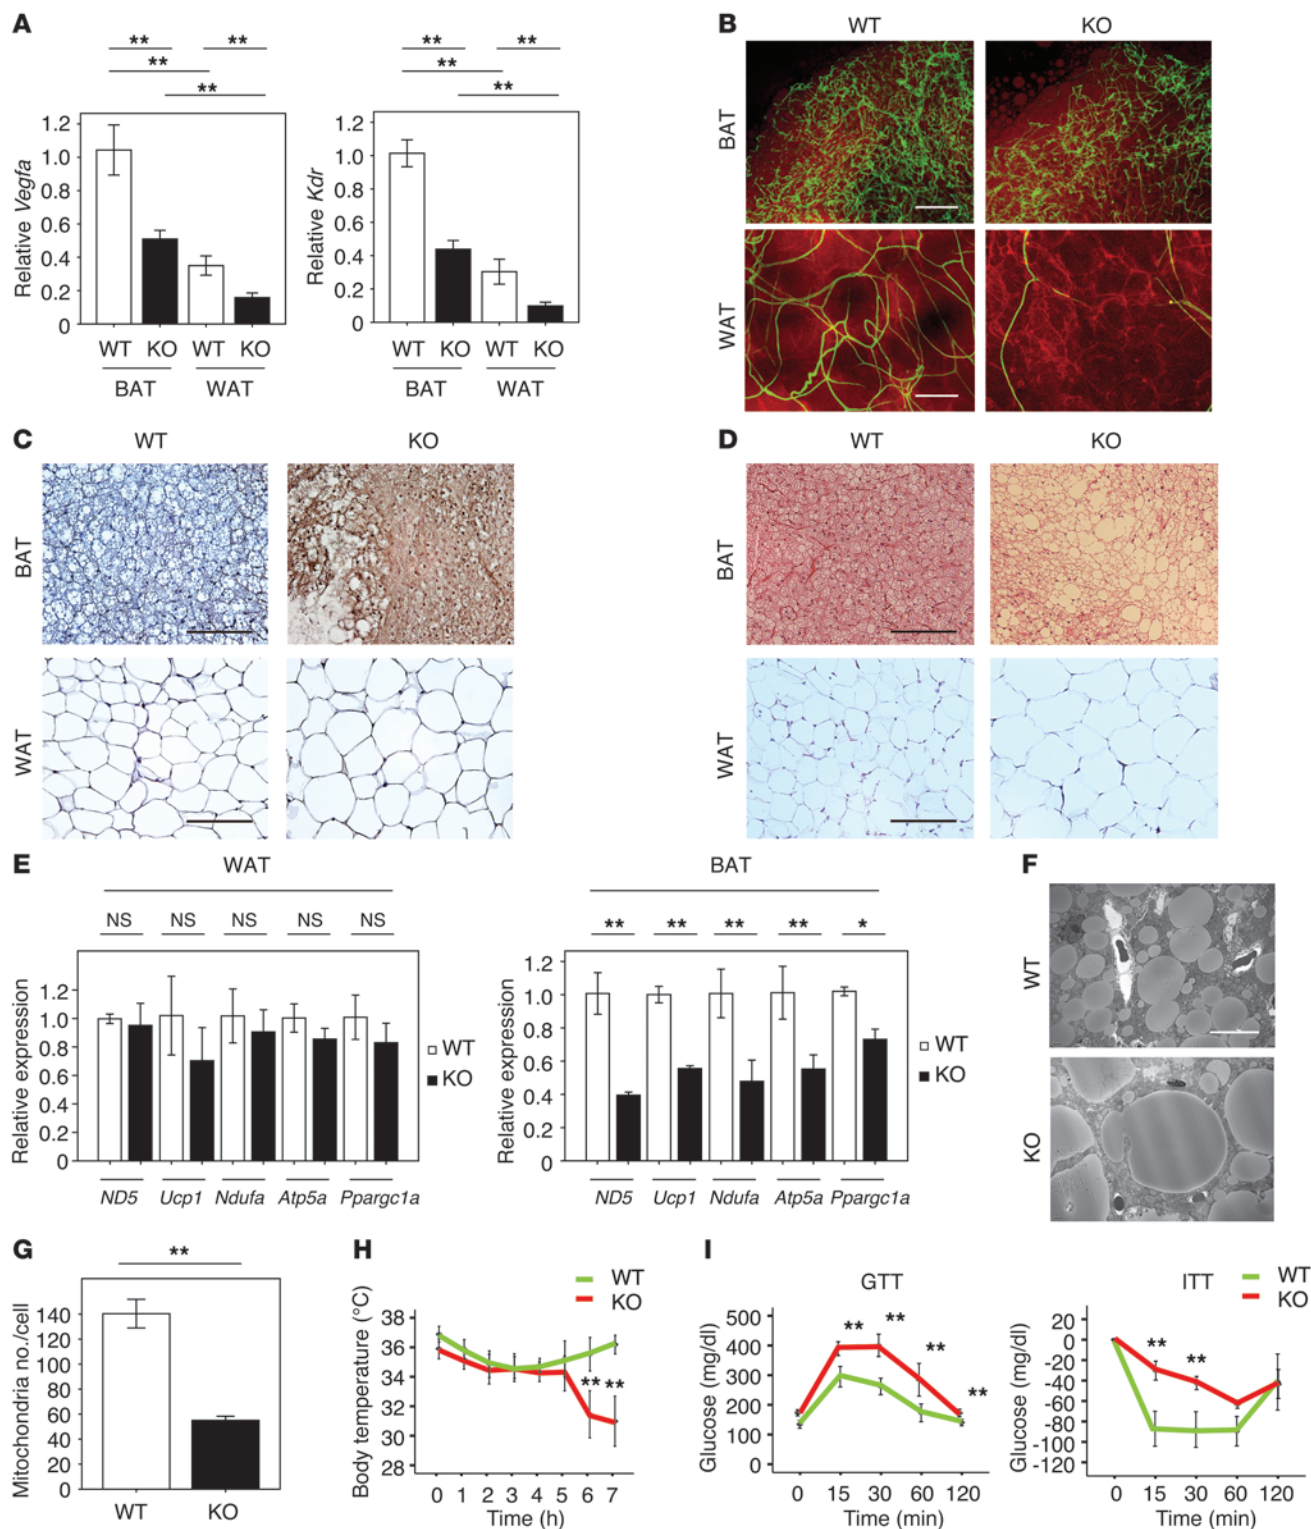 A
** **
**
**
Relative Vegfa
1.2
1.0
0.8
0.6
0.4
0.2
0
WT KO WT KO
BAT WAT
** **
**
**
Relative Kdr
1.2
1.0
0.8
0.6
0.4
0.2
0
WT KO WT KO
BAT WAT
B
WT KO
BAT
WAT
C
WT KO
BAT
WAT
D
WT KO
BAT
WAT
E
WAT
NS NS NS NS NS
Relative expression
1.2
1.0
0.8
0.6
0.4
0.2
0
WT
KO
ND5 Ucp1 Ndufa Atp5a Ppargc1a
BAT
** ** ** ** *
Relative expression
1.2
1.0
0.8
0.6
0.4
0.2
0
WT
KO
ND5 Ucp1 Ndufa Atp5a Ppargc1a
F
WT
KO
G
**
Mitochondria no./cell
140
120
100
80
60
40
20
0
WT KO
H
WT
KO
Body temperature (°C)
38
36
34
32
30
28
** **
0 1 2 3 4 5 6 7
Time (h)
I
GTT
Glucose (mg/dl)
500
400
300
200
100
0
** ** ** **
0 15 30 60 120
Time (min)
ITT
WT
KO
Glucose (mg/dl)
20
0
-20
-40
-60
-80
-100
-120
** **
0 15 30 60 120
Time (min)